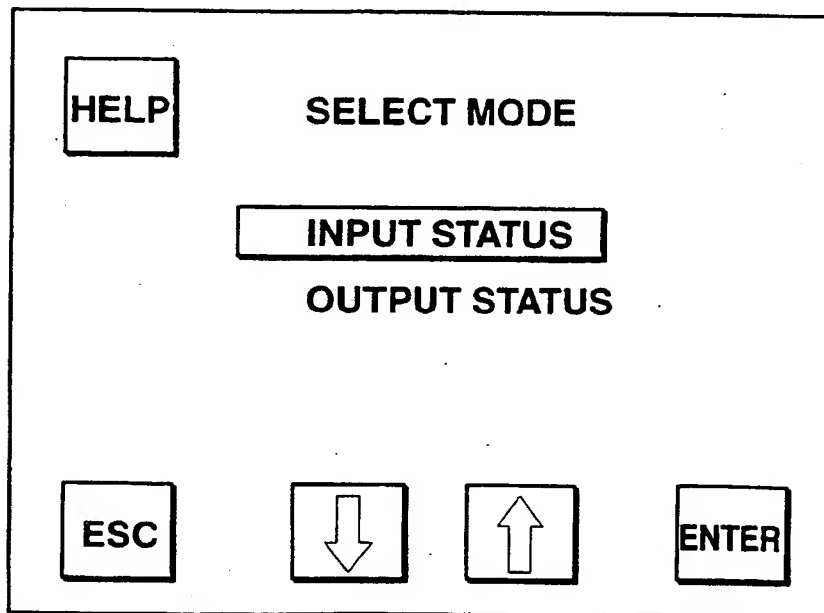 HELP
SELECT MODE
INPUT STATUS
OUTPUT STATUS
ESC
ENTER